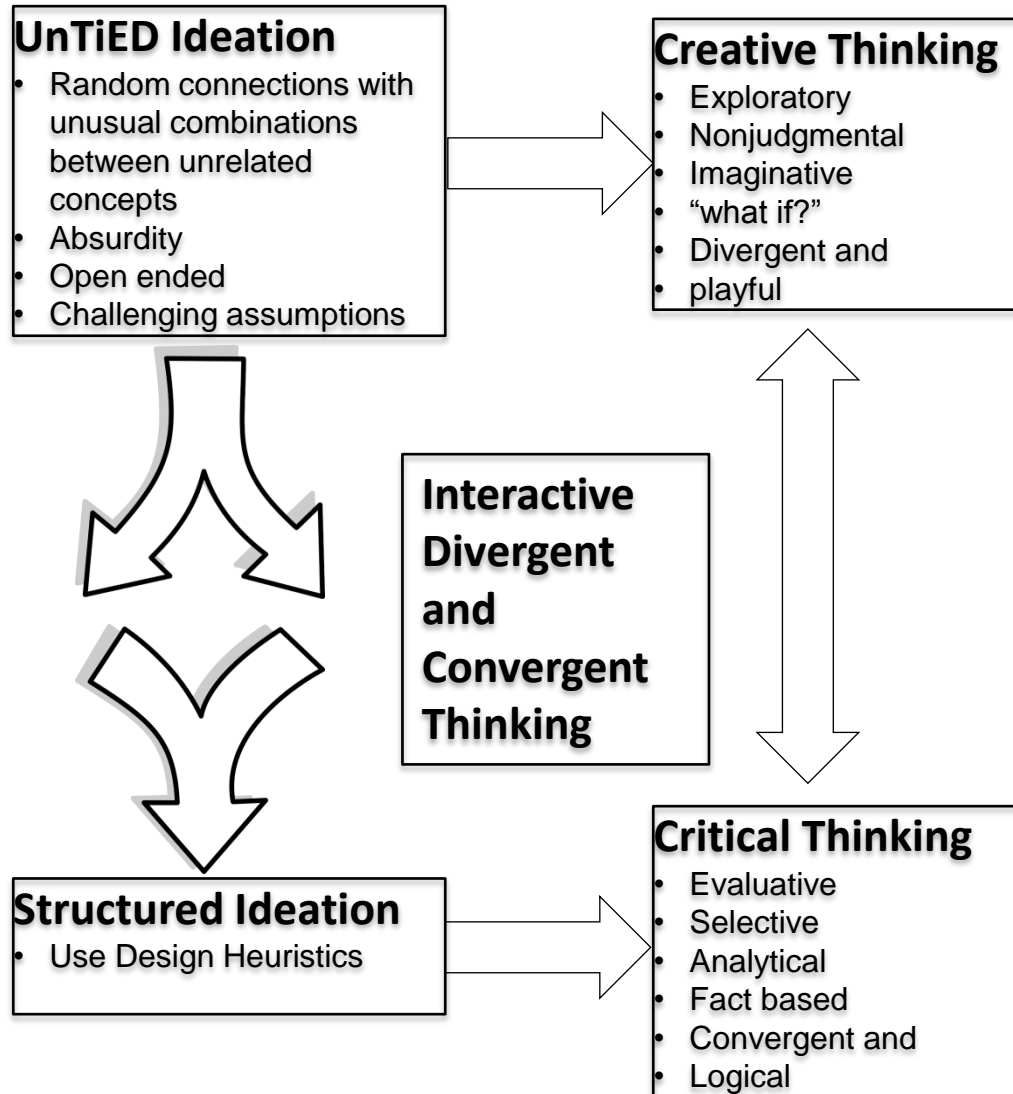 UnTiED Ideation
• Random connections with
unusual combinations
between unrelated
concepts
• Absurdity
• Open ended
• Challenging assumptions
Creative Thinking
• Exploratory
• Nonjudgmental
• Imaginative
• “what if?”
• Divergent and
• playful
Interactive
Divergent
and
Convergent
Thinking
Structured Ideation
• Use Design Heuristics
Critical Thinking
• Evaluative
• Selective
• Analytical
• Fact based
• Convergent and
• Logical